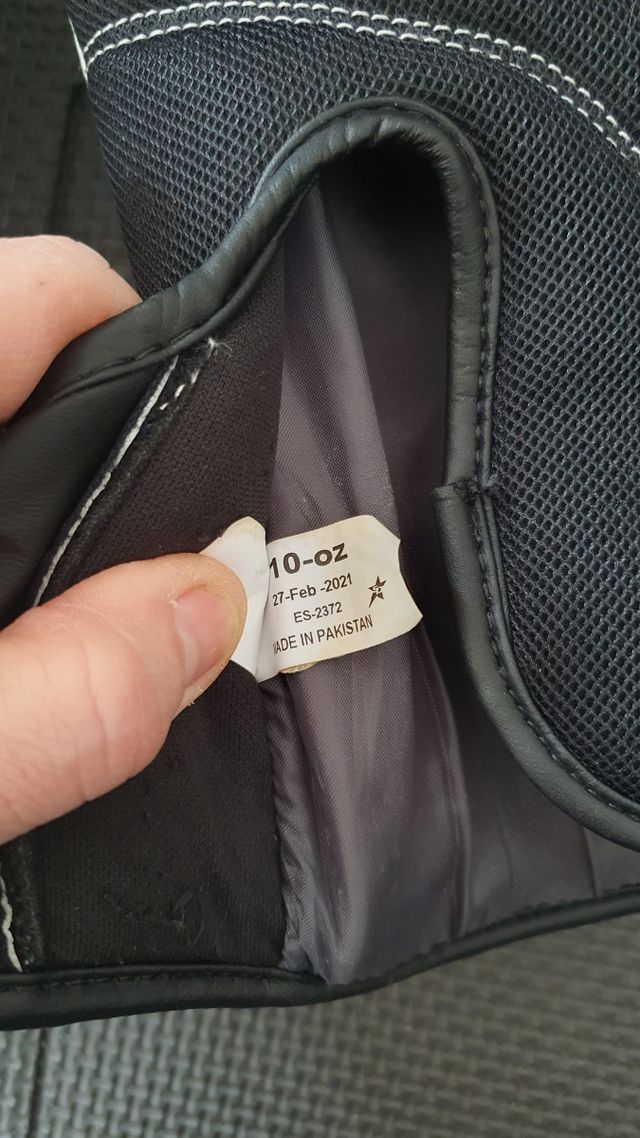 10-oz
27-Feb -2021
ES-2372
MADE IN PAKISTAN